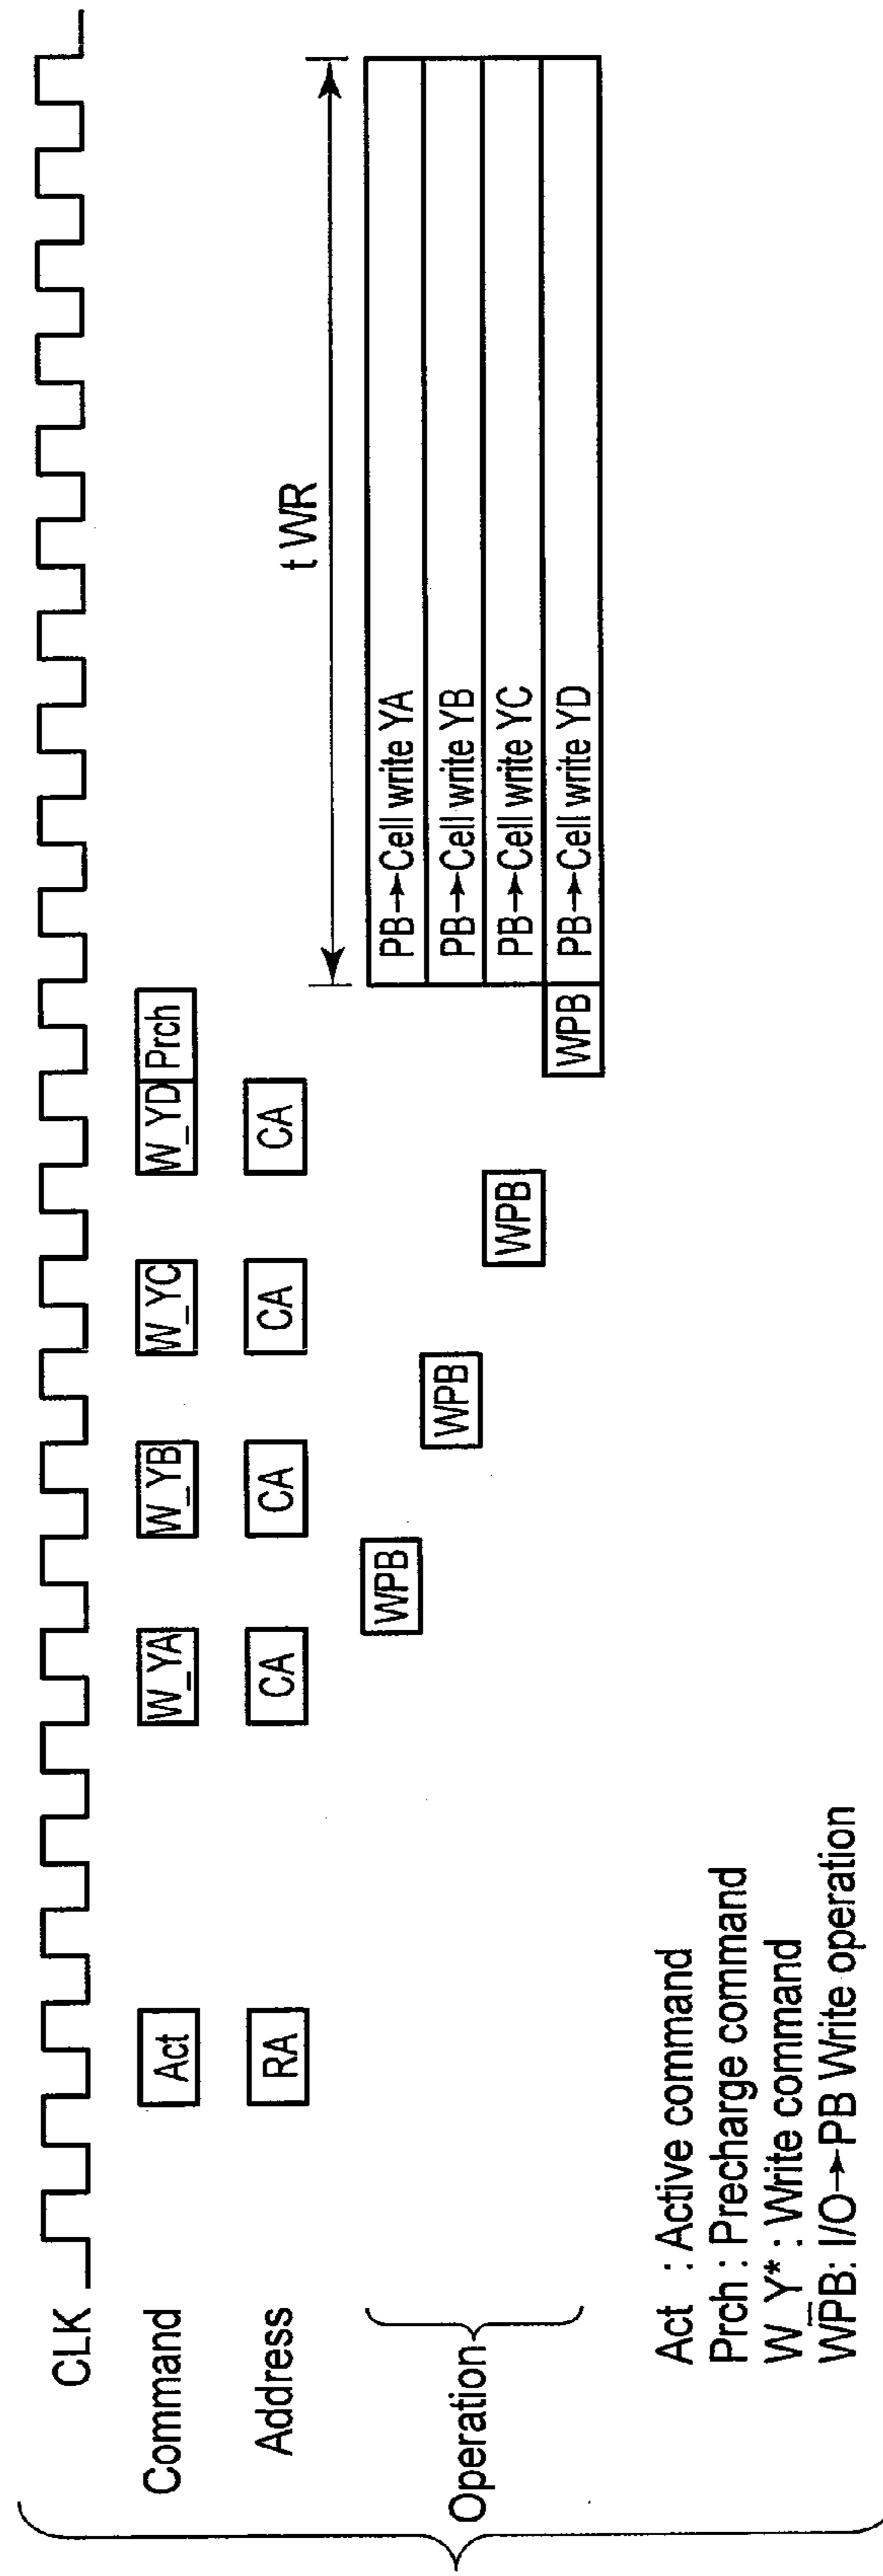 CLK
Command
Act
W_YA
W_YB
W_YC
W_YD
Prch
Address
RA
CA
CA
CA
CA
t WR
Operation
WPB
PB→Cell write YA
WPB
PB→Cell write YB
WPB
PB→Cell write YC
WPB
PB→Cell write YD
Act : Active command
Prch : Precharge command
W_Y* : Write command
WPB: I/O→PB Write operation